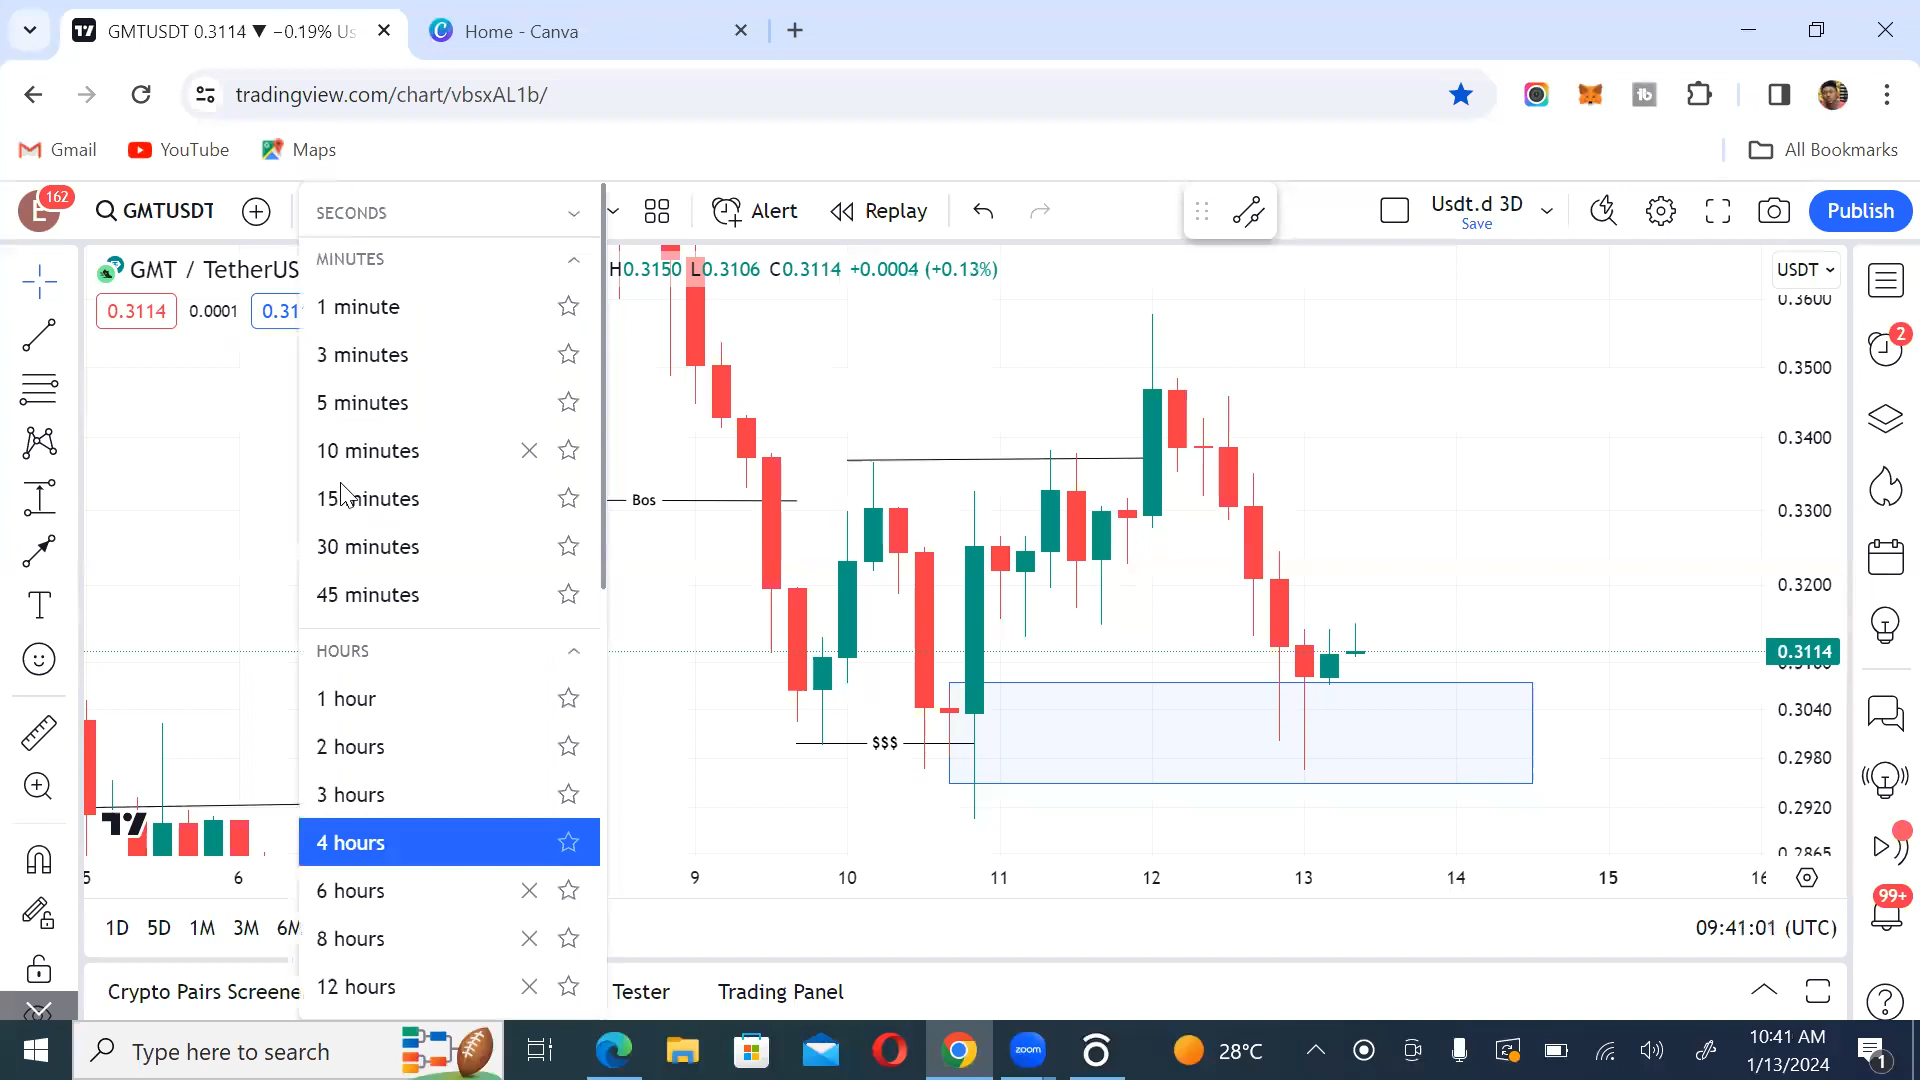 GMTUSDT 0.3114 ▼ −0.19% Us
Home - Canva
tradingview.com/chart/vbsxAL1b/
Gmail
YouTube
Maps
All Bookmarks
E
162
GMTUSDT
SECONDS
Alert
Replay
Usdt.d 3D
Save
Publish
GMT / TetherUS
H0.3150 L0.3106 C0.3114 +0.0004 (+0.13%)
USDT
0.3114
0.0001
0.31
MINUTES
1 minute
3 minutes
5 minutes
10 minutes
15 minutes
30 minutes
45 minutes
HOURS
1 hour
2 hours
3 hours
4 hours
6 hours
8 hours
12 hours
Bos
$$$
0.3600
0.3500
0.3400
0.3300
0.3200
0.3114
0.3040
0.2980
0.2920
0.2865
2
99+
5
6
9
10
11
12
13
14
15
1D 5D 1M 3M 6M
09:41:01 (UTC)
Crypto Pairs Screene
Tester
Trading Panel
Type here to search
zoom
28°C
10:41 AM
1/13/2024
1